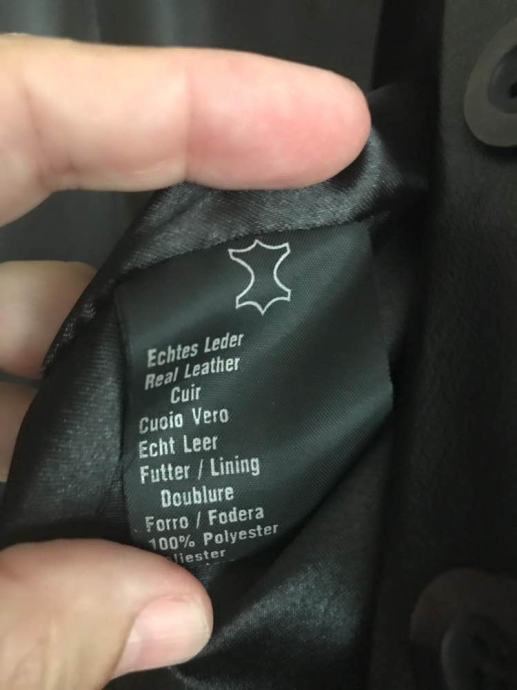 Echtes Leder
Real Leather
Cuir
Cuoio Vero
Echt Leer
Futter / Lining
Doublure
Forro / Fodera
100% Polyester